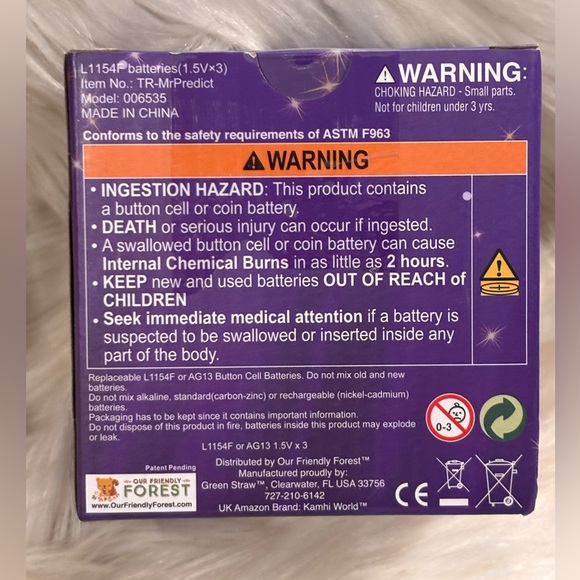 L1154F batteries(1.5V×3)
Item No.: TR-MrPredict
Model: 006535
MADE IN CHINA
WARNING:
CHOKING HAZARD - Small parts.
Not for children under 3 yrs.
Conforms to the safety requirements of ASTM F963
WARNING
• INGESTION HAZARD: This product contains
a button cell or coin battery.
• DEATH or serious injury can occur if ingested.
• A swallowed button cell or coin battery can cause
Internal Chemical Burns in as little as 2 hours.
• KEEP new and used batteries OUT OF REACH of
CHILDREN
• Seek immediate medical attention if a battery is
suspected to be swallowed or inserted inside any
part of the body.
Replaceable L1154F or AG13 Button Cell Batteries. Do not mix old and new
batteries.
Do not mix alkaline, standard(carbon-zinc) or rechargeable (nickel-cadmium)
batteries.
Packaging has to be kept since it contains important information.
Do not dispose of this product in fire, batteries inside this product may explode
or leak.
L1154F or AG13 1.5V x 3
0-3
Patent Pending
OUR FRIENDLY
FOREST
www.OurFriendlyForest.com
Distributed by Our Friendly Forest™
Manufactured proudly by:
Green Straw™, Clearwater, FL USA 33756
727-210-6142
UK Amazon Brand: Kamhi World™
CE